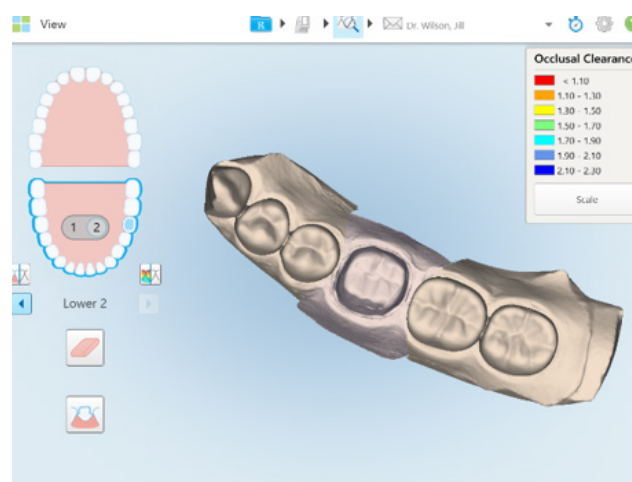 View
R
Dr. Wilson, Jill
Occlusal Clearance
< 1.10
1.10 - 1.30
1.30 - 1.50
1.50 - 1.70
1.70 - 1.90
1.90 - 2.10
2.10 - 2.30
Scale
1 2
Lower 2